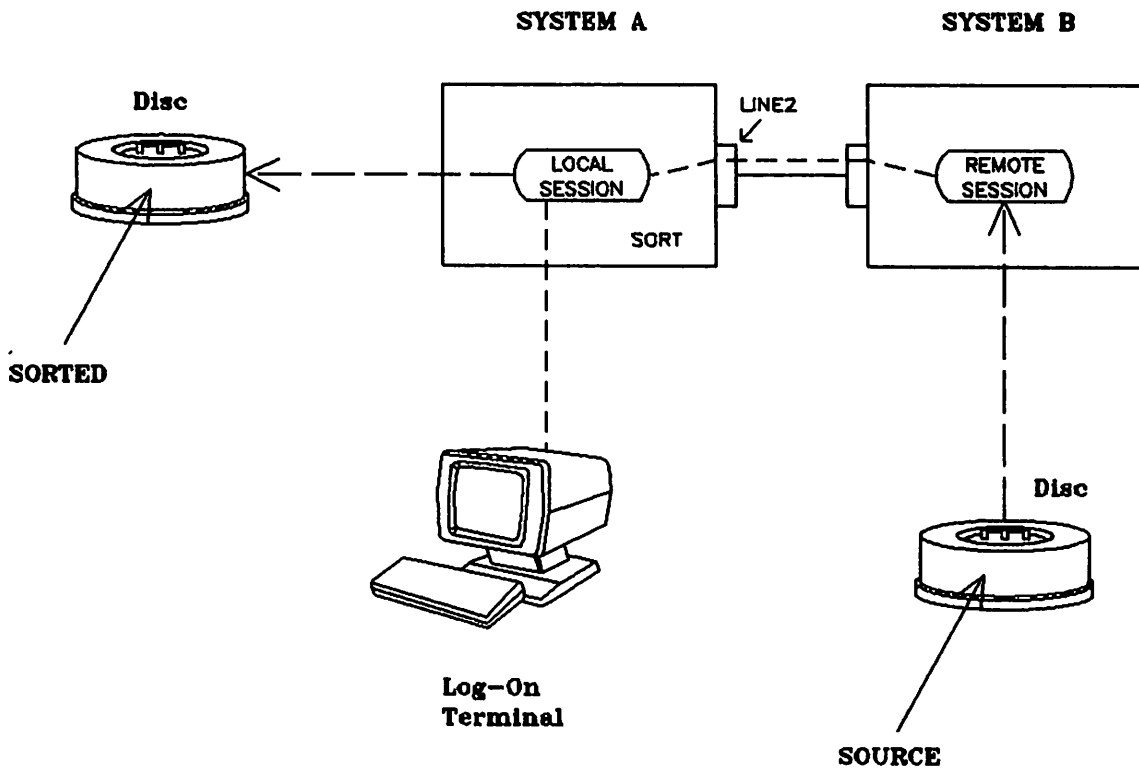 SYSTEM A
SYSTEM B
Disc
LINE2
LOCAL
SESSION
REMOTE
SESSION
SORT
SORTED
Disc
Log-On
Terminal
SOURCE